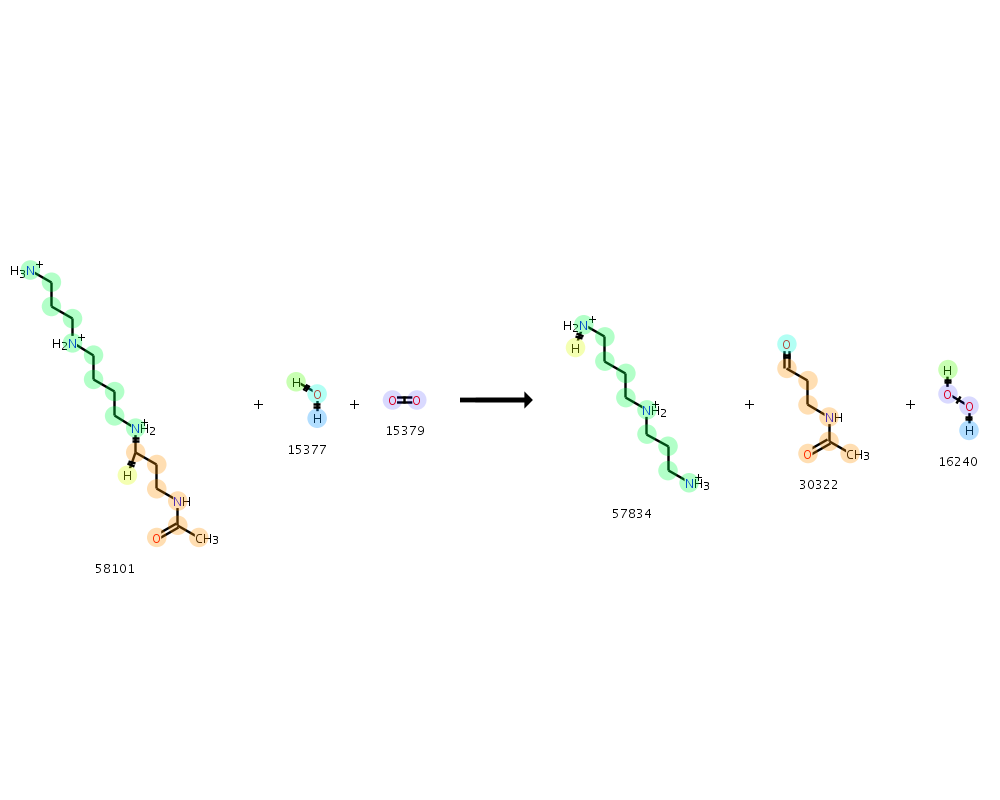 H3N+
H2N+
NH2+
H
NH
O
CH3
58101
+
H
O
H
15377
+
O O
15379
H2N+
H
NH2+
NH3+
57834
+
O
NH
O
CH3
30322
+
H
O
O
H
16240